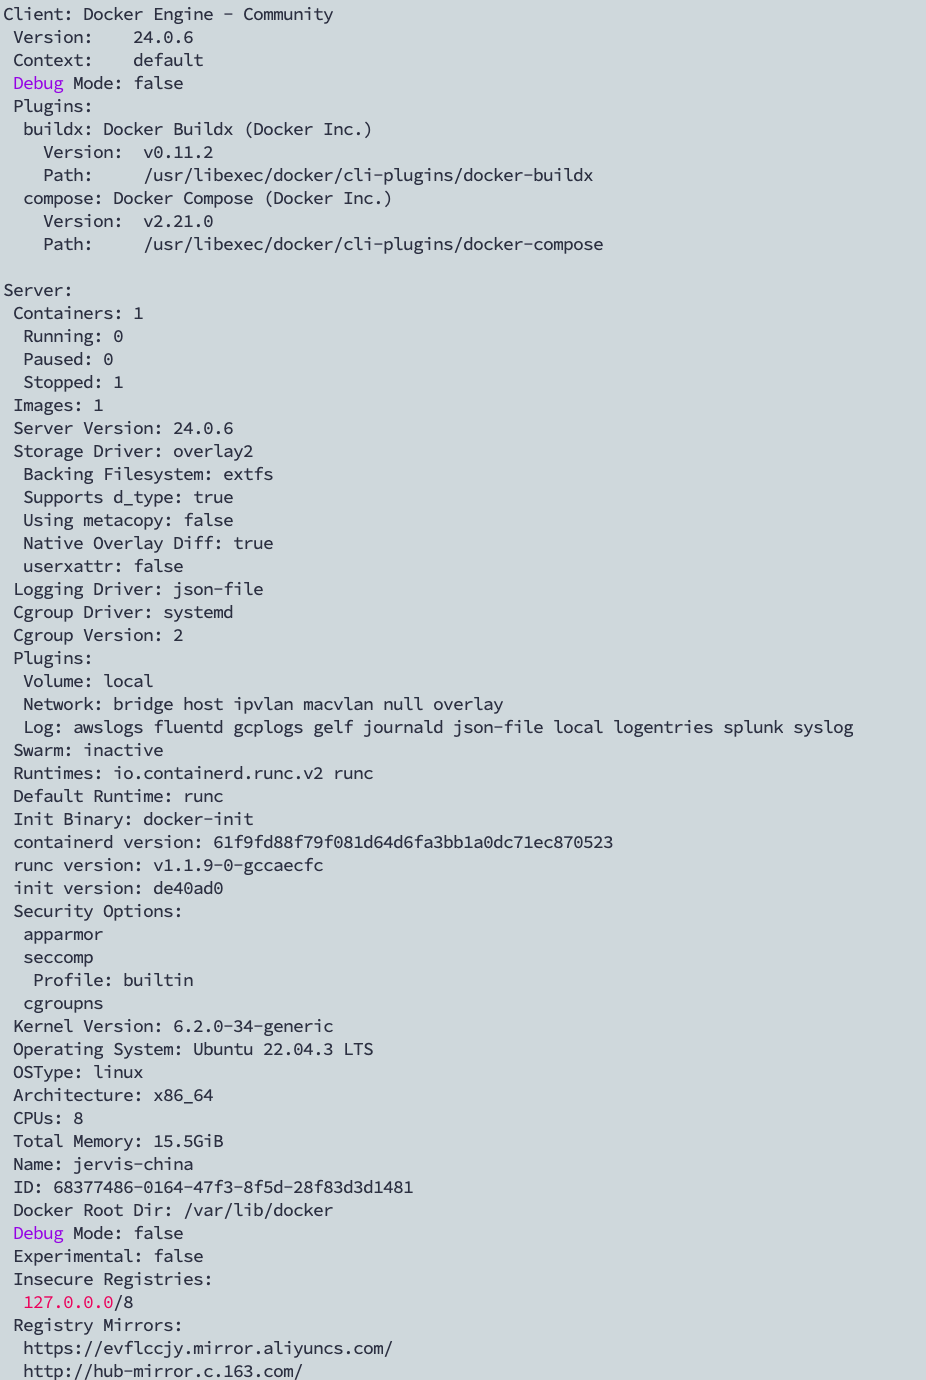 Client: Docker Engine - Community
 Version:    24.0.6
 Context:    default
 Debug Mode: false
 Plugins:
  buildx: Docker Buildx (Docker Inc.)
    Version:  v0.11.2
    Path:     /usr/libexec/docker/cli-plugins/docker-buildx
  compose: Docker Compose (Docker Inc.)
    Version:  v2.21.0
    Path:     /usr/libexec/docker/cli-plugins/docker-compose

Server:
 Containers: 1
  Running: 0
  Paused: 0
  Stopped: 1
 Images: 1
 Server Version: 24.0.6
 Storage Driver: overlay2
  Backing Filesystem: extfs
  Supports d_type: true
  Using metacopy: false
  Native Overlay Diff: true
  userxattr: false
 Logging Driver: json-file
 Cgroup Driver: systemd
 Cgroup Version: 2
 Plugins:
  Volume: local
  Network: bridge host ipvlan macvlan null overlay
  Log: awslogs fluentd gcplogs gelf journald json-file local logentries splunk syslog
 Swarm: inactive
 Runtimes: io.containerd.runc.v2 runc
 Default Runtime: runc
 Init Binary: docker-init
 containerd version: 61f9fd88f79f081d64d6fa3bb1a0dc71ec870523
 runc version: v1.1.9-0-gccaecfc
 init version: de40ad0
 Security Options:
  apparmor
  seccomp
   Profile: builtin
  cgroupns
 Kernel Version: 6.2.0-34-generic
 Operating System: Ubuntu 22.04.3 LTS
 OSType: linux
 Architecture: x86_64
 CPUs: 8
 Total Memory: 15.5GiB
 Name: jervis-china
 ID: 68377486-0164-47f3-8f5d-28f83d3d1481
 Docker Root Dir: /var/lib/docker
 Debug Mode: false
 Experimental: false
 Insecure Registries:
  127.0.0.0/8
 Registry Mirrors:
  https://evflccjy.mirror.aliyuncs.com/
  http://hub-mirror.c.163.com/